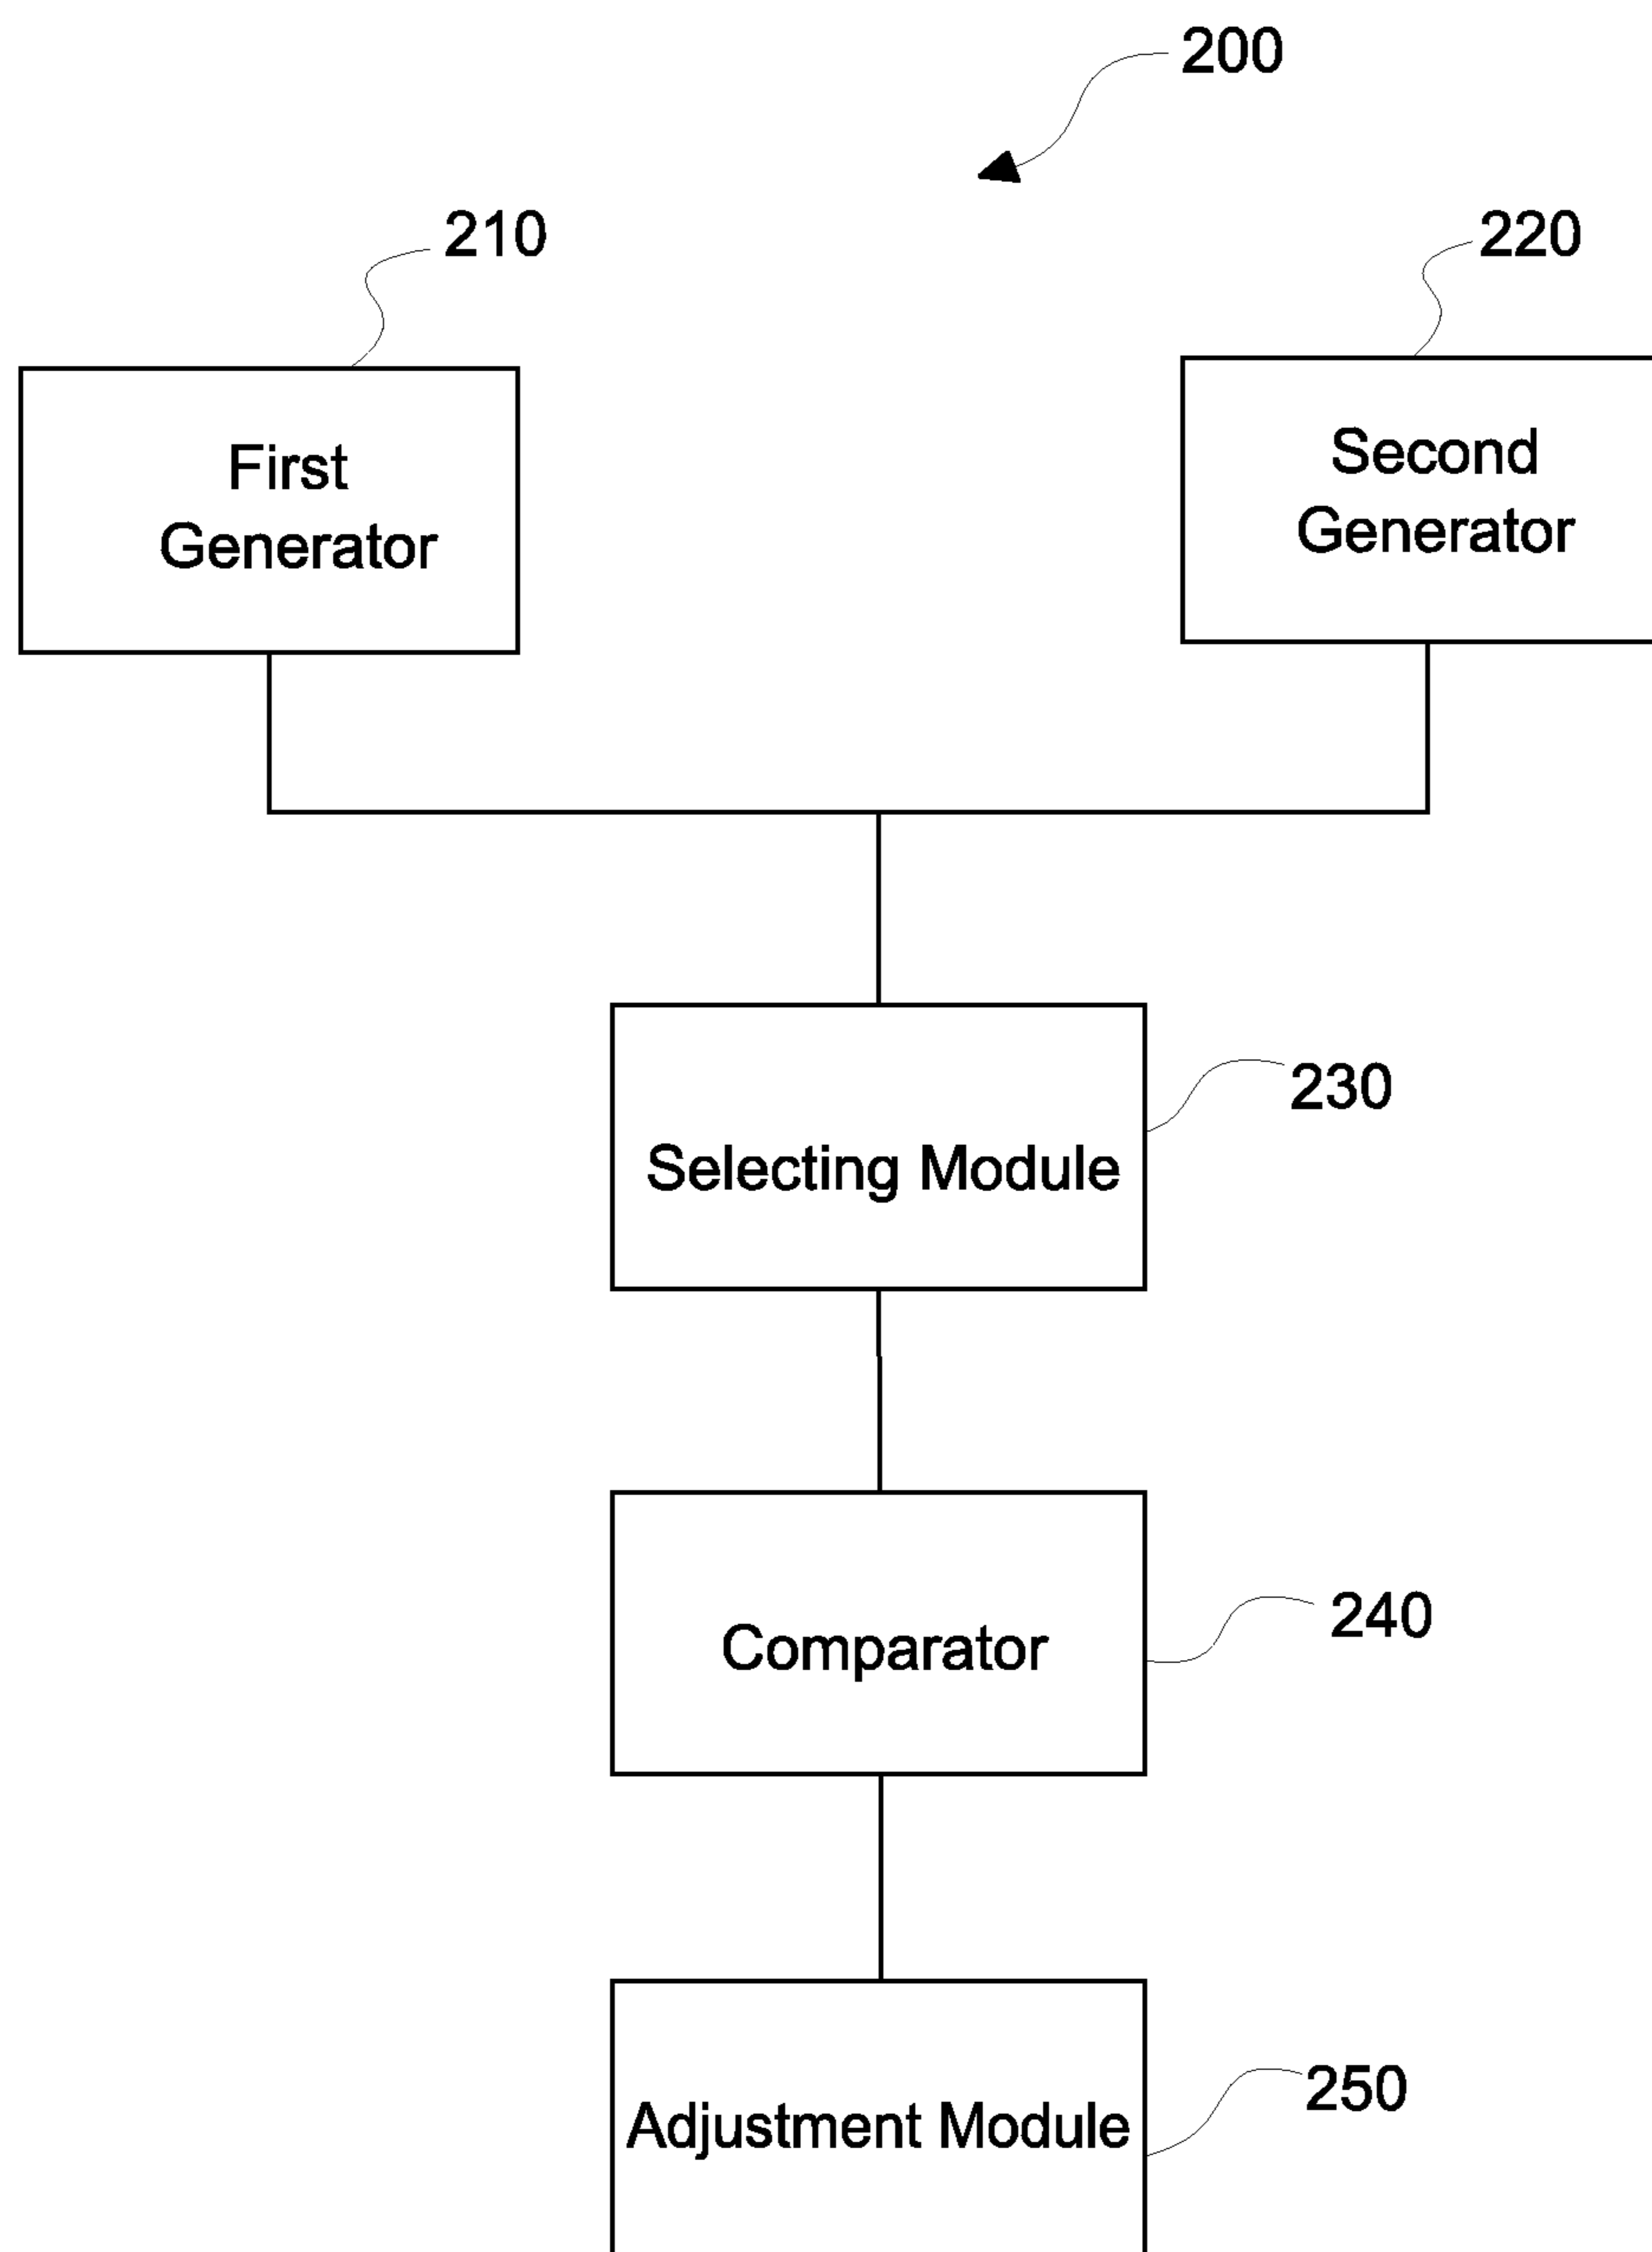 200
210
220
First
Generator
Second
Generator
230
Selecting Module
240
Comparator
250
Adjustment Module